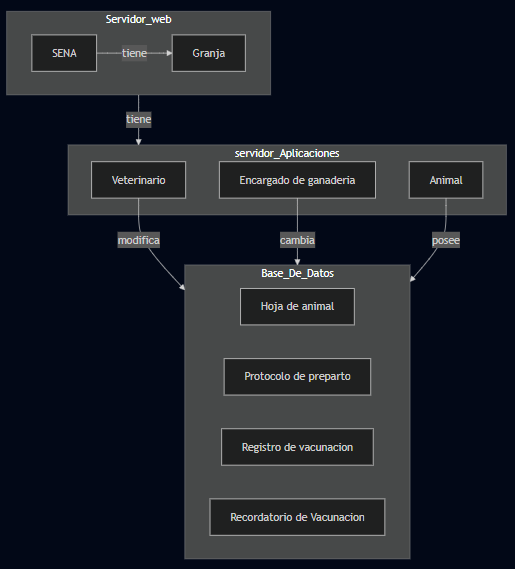 Servidor_web
SENA
tiene
Granja
tiene
servidor_Aplicaciones
Veterinario
Encargado de ganaderia
Animal
modifica
cambia
posee
Base_De_Datos
Hoja de animal
Protocolo de preparto
Registro de vacunacion
Recordatorio de Vacunacion